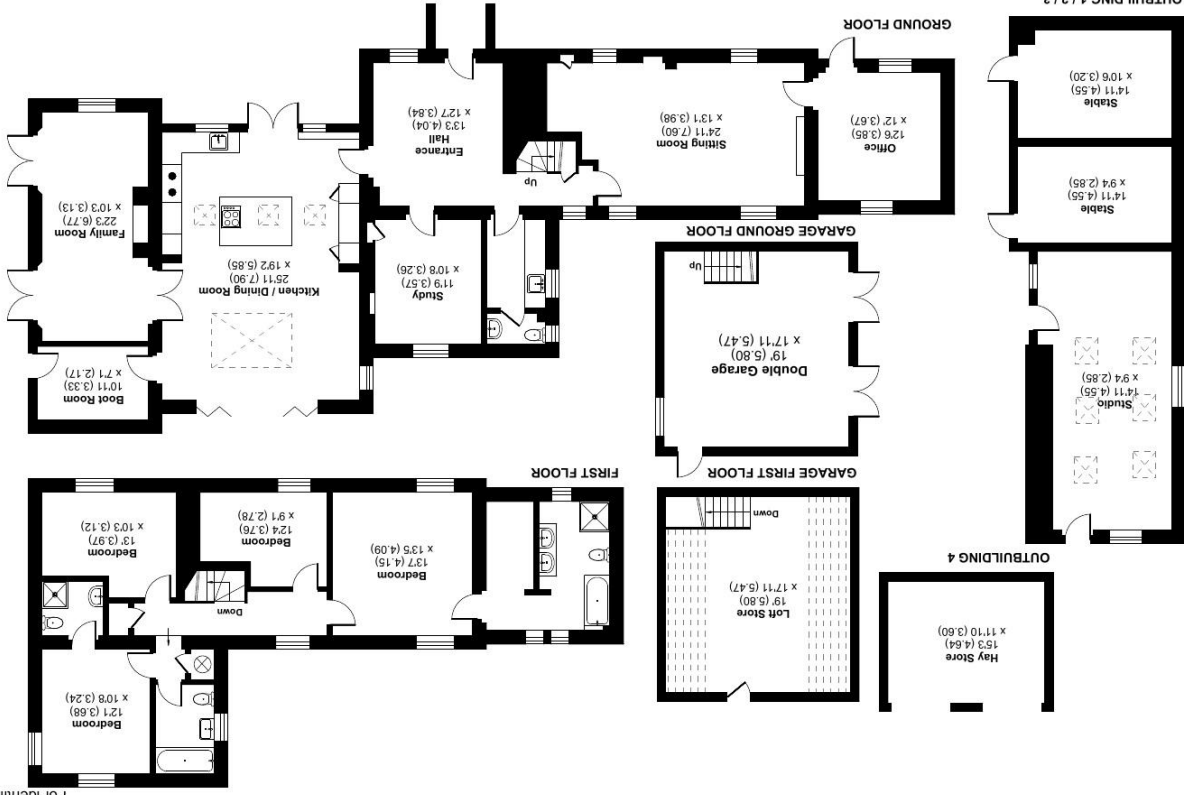 Hay Store
15'3 (4.64)
x 11'10 (3.60)
OUTBUILDING 4
Loft Store
19' (5.80)
x 17'11 (5.47)
Down
GARAGE FIRST FLOOR
Bedroom
12'1 (3.68)
x 10'8 (3.24)
Down
Bedroom
13'7 (4.15)
x 13'5 (4.09)
Bedroom
12'4 (3.76)
x 9'1 (2.78)
Bedroom
13' (3.97)
x 10'3 (3.12)
FIRST FLOOR
Studio
14'11 (4.55)
x 9'4 (2.85)
Stable
14'11 (4.55)
x 9'4 (2.85)
Stable
14'11 (4.55)
x 10'6 (3.20)
OUTBUILDING 1 / 2 / 3
Double Garage
19' (5.80)
x 17'11 (5.47)
Up
GARAGE GROUND FLOOR
Boot Room
10'11 (3.33)
x 7'1 (2.17)
Kitchen / Dining Room
25'11 (7.90)
x 19'2 (5.85)
Study
11'9 (3.57)
x 10'8 (3.26)
Family Room
22'3 (6.77)
x 10'3 (3.13)
Up
Entrance
Hall
13'3 (4.04)
x 12'7 (3.84)
Sitting Room
24'11 (7.60)
x 13'1 (3.98)
Office
12'6 (3.85)
x 12' (3.67)
GROUND FLOOR